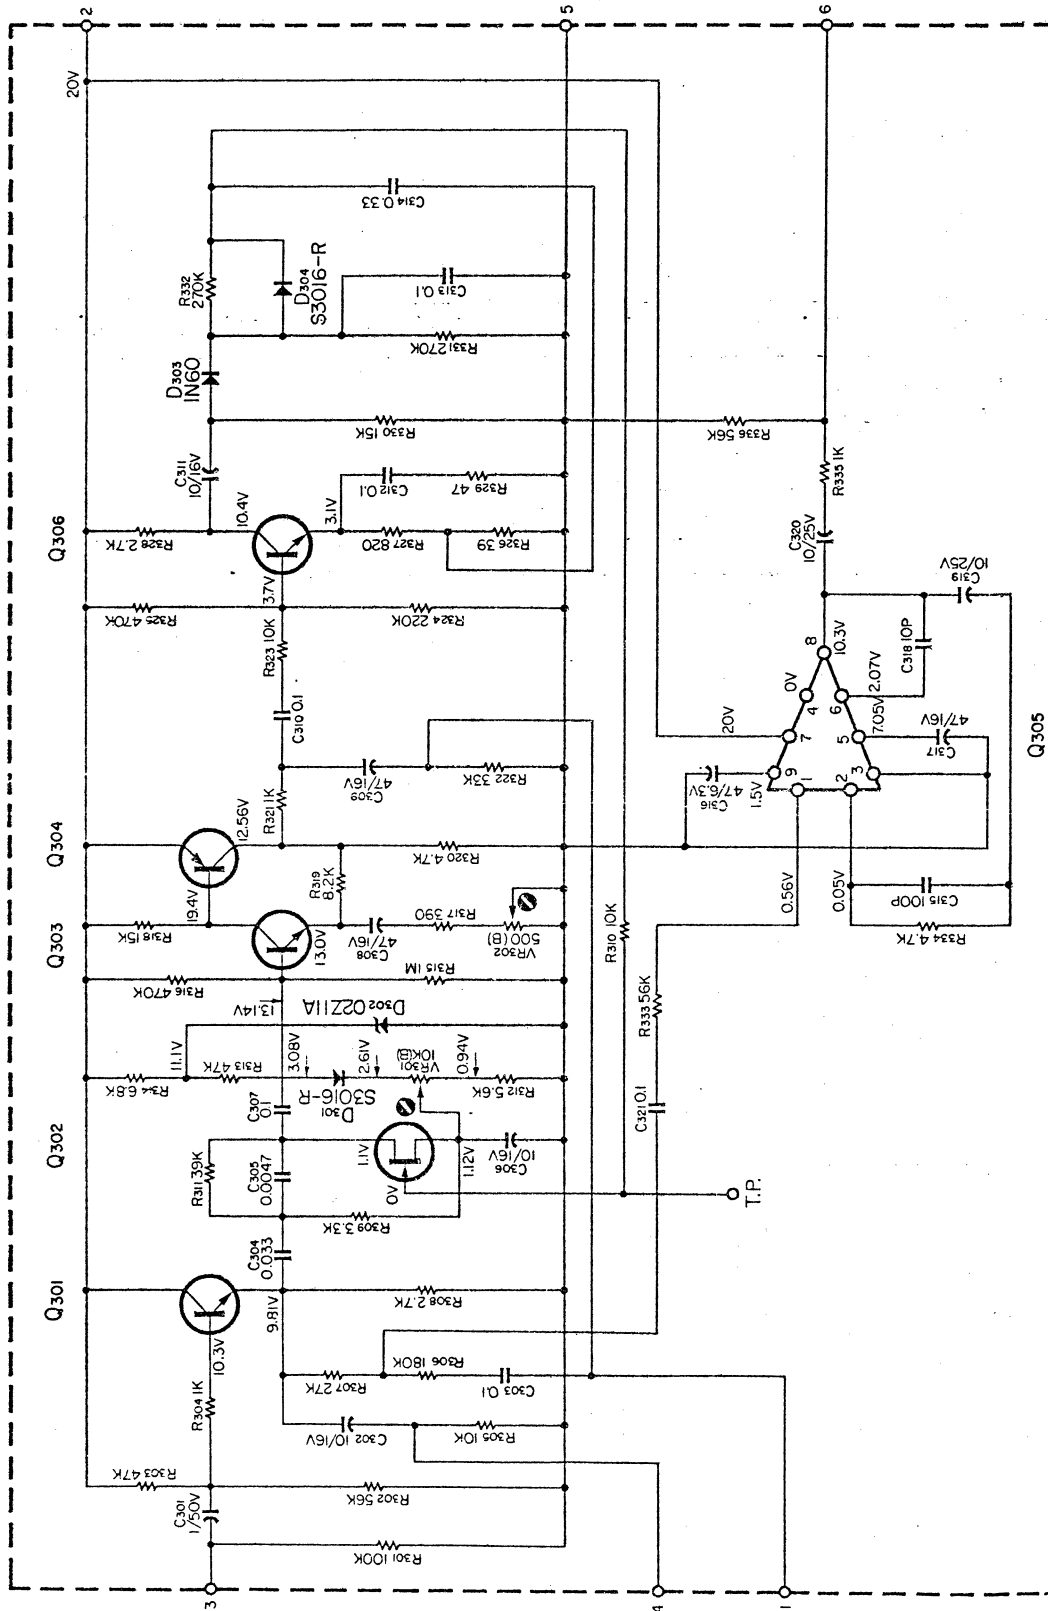 2
5
6
20V
Q306
Q304
Q303
Q302
Q301
Q305
R332
270K
D304
S3016-R
C314 0.33
C313 0.1
R331 270K
D303
1N60
R330 15K
R336 56K
C311
10/16V
R328 2.7K
10.4V
3.1V
3.7V
C312 0.1
R329 47
R327 820
R326 39
R325 470K
R324 220K
R323 10K
C310 0.1
R335 1K
C320
10/25V
10/25V
C319
C318 10P
8
10.3V
0V
4
6
2.07V
7
7.05V
5
47/16V
C317
20V
9
1
3
2
1.5V
47/6.3V
C316
0.56V
0.05V
C315 100P
R334 4.7K
R321 1K
47/16V
C309
R322 33K
12.56V
19.4V
R320 4.7K
R319
8.2K
R318 15K
13.0V
47/16V
C308
R317 390
VR302
500(B)
R316 470K
R315 1M
13.14V
D302 02Z11A
11.1V
R314 6.8K
R313 47K
3.08V
D301
S3016-R
2.61V
VR301
10K(B)
0.94V
R312 5.6K
C307
0.1
R311 39K
C305
0.0047
1.1V
0V
1.12V
10/16V
C306
R309 3.3K
C304
0.033
R310 10K
R333 56K
C321 0.1
T.P.
10.3V
9.81V
R308 2.7K
R304 1K
R307 27K
R306 180K
C303 0.1
C302 10/16V
R305 10K
R303 47K
R302 56K
C301
1/50V
R301 100K
3
4
1